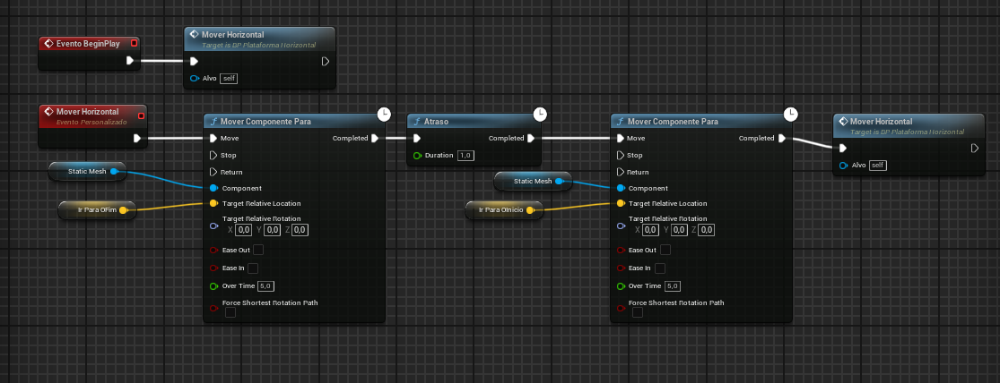 Evento BeginPlay
Mover Horizontal
Target is BP Plataforma Horizontal
Alvo self
Mover Horizontal
Evento Personalizado
Mover Componente Para
Move Completed
Stop
Return
Component
Target Relative Location
Target Relative Rotation
X 0,0 Y 0,0 Z 0,0
Ease Out
Ease In
Over Time 5,0
Force Shortest Rotation Path
Static Mesh
Ir Para OFim
Atraso
Completed
Duration 1,0
Static Mesh
Ir Para OInicio
Mover Componente Para
Move Completed
Stop
Return
Component
Target Relative Location
Target Relative Rotation
X 0,0 Y 0,0 Z 0,0
Ease Out
Ease In
Over Time 5,0
Force Shortest Rotation Path
Mover Horizontal
Target is BP Plataforma Horizontal
Alvo self